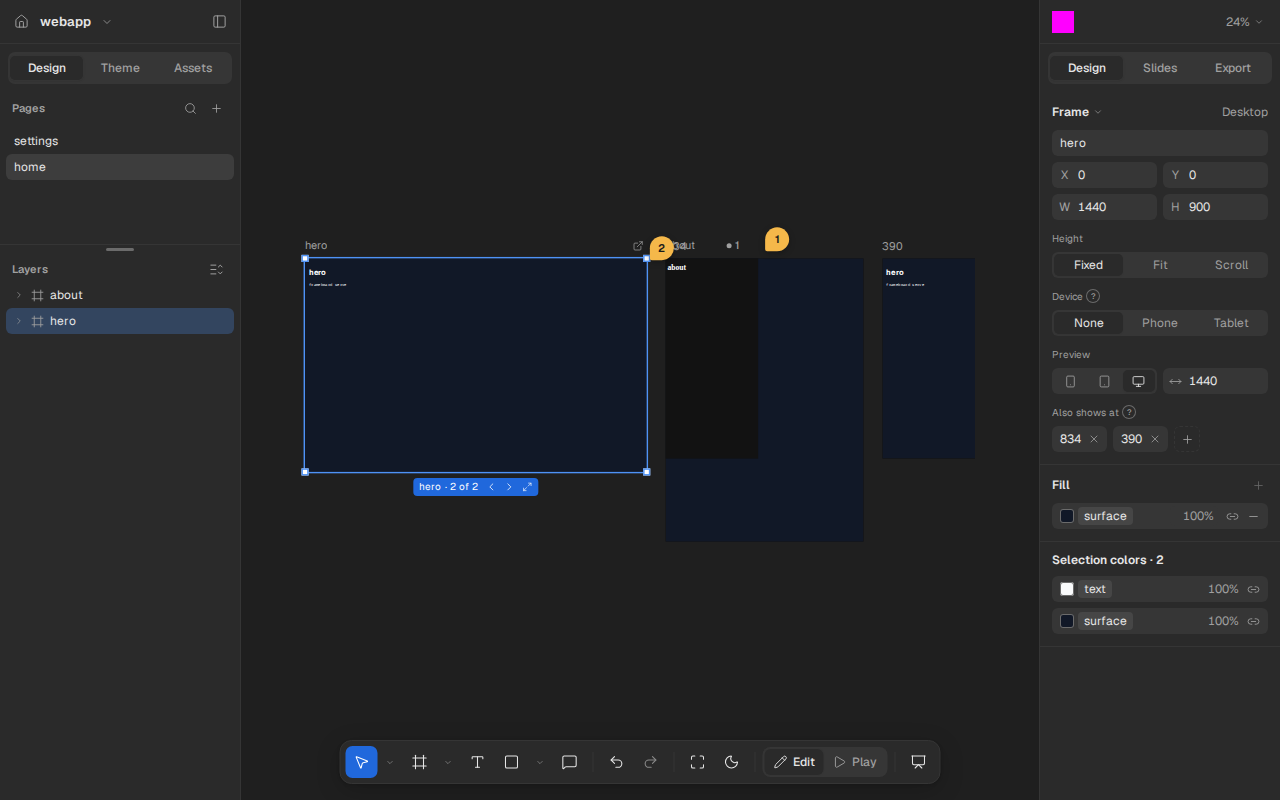 webapp
Design
Theme
Assets
Pages
settings
home
Layers
about
hero
hero
2
1
1
390
hero
about
hero
hero · 2 of 2
Edit
Play
24%
Design
Slides
Export
Frame
Desktop
hero
X 0
Y 0
W 1440
H 900
Height
Fixed
Fit
Scroll
Device ?
None
Phone
Tablet
Preview
1440
Also shows at ?
834
390
Fill
surface 100%
Selection colors · 2
text 100%
surface 100%